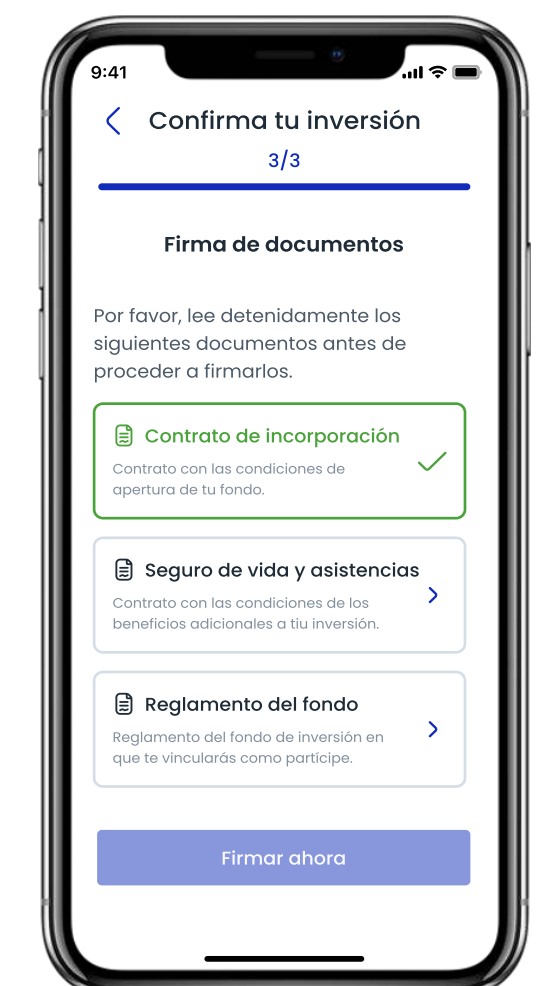 9:41
Confirma tu inversión
3/3
Firma de documentos
Por favor, lee detenidamente los
siguientes documentos antes de
proceder a firmarlos.
Contrato de incorporación
Contrato con las condiciones de
apertura de tu fondo.
Seguro de vida y asistencias
Contrato con las condiciones de los
beneficios adicionales a tiu inversión.
Reglamento del fondo
Reglamento del fondo de inversión en
que te vincularás como partícipe.
Firmar ahora